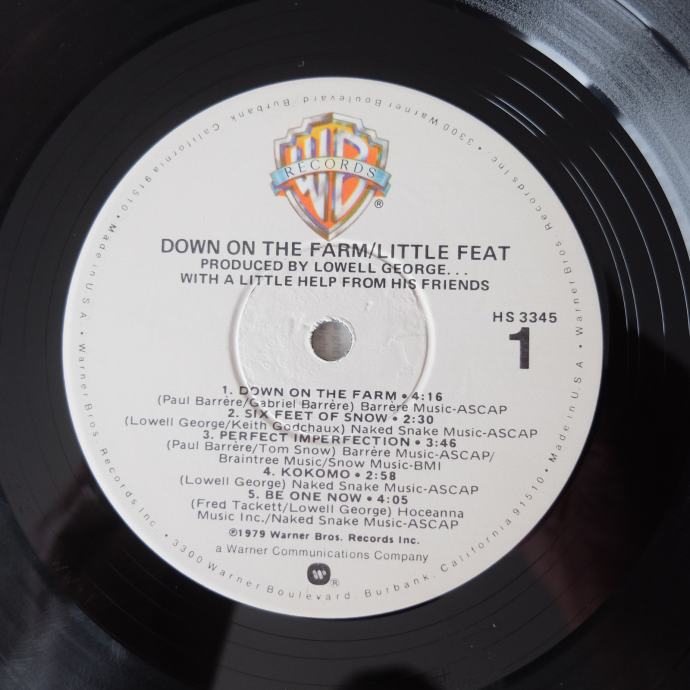 WB
RECORDS
®
DOWN ON THE FARM/LITTLE FEAT
PRODUCED BY LOWELL GEORGE...
WITH A LITTLE HELP FROM HIS FRIENDS
HS 3345
1
1. DOWN ON THE FARM • 4:16
(Paul Barrère/Gabriel Barrère) Barrère Music-ASCAP
2. SIX FEET OF SNOW • 2:30
(Lowell George/Keith Godchaux) Naked Snake Music-ASCAP
3. PERFECT IMPERFECTION • 3:46
(Paul Barrère/Tom Snow) Barrère Music-ASCAP/
Braintree Music/Snow Music-BMI
4. KOKOMO • 2:58
(Lowell George) Naked Snake Music-ASCAP
5. BE ONE NOW • 4:05
(Fred Tackett/Lowell George) Hoceanna
Music Inc./Naked Snake Music-ASCAP
℗1979 Warner Bros. Records Inc.
a Warner Communications Company
®
Warner Bros. Records Inc. • 3300 Warner Boulevard, Burbank, California 91510 • Made in U.S.A. • Warner Bros. Records Inc. • 3300 Warner Boulevard, Burbank, California 91510 • Made in U.S.A. •